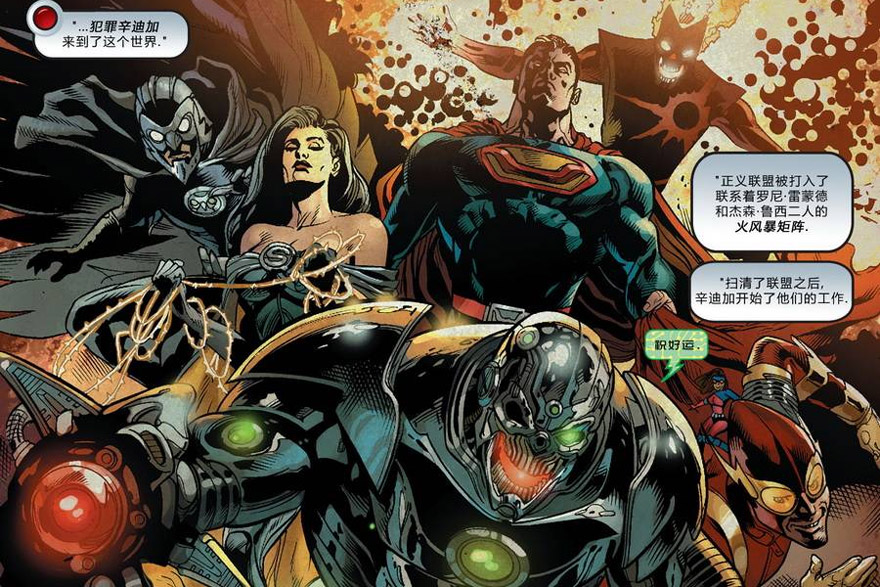 "...犯罪辛迪加
来到了这个世界."
"正义联盟被打入了
联系着罗尼·雷蒙德
和杰森·鲁西二人的
火风暴矩阵.
"扫清了联盟之后,
辛迪加开始了他们的工作.
祝好运.